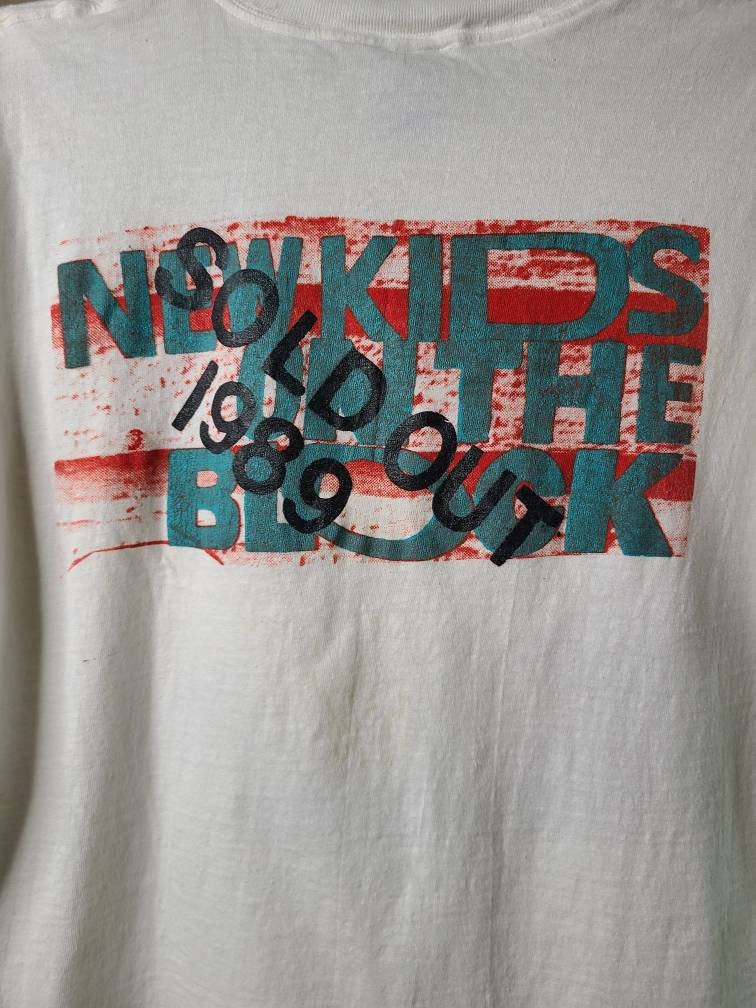 NEW KIDS
ON THE
BLOCK
SOLD OUT
1989